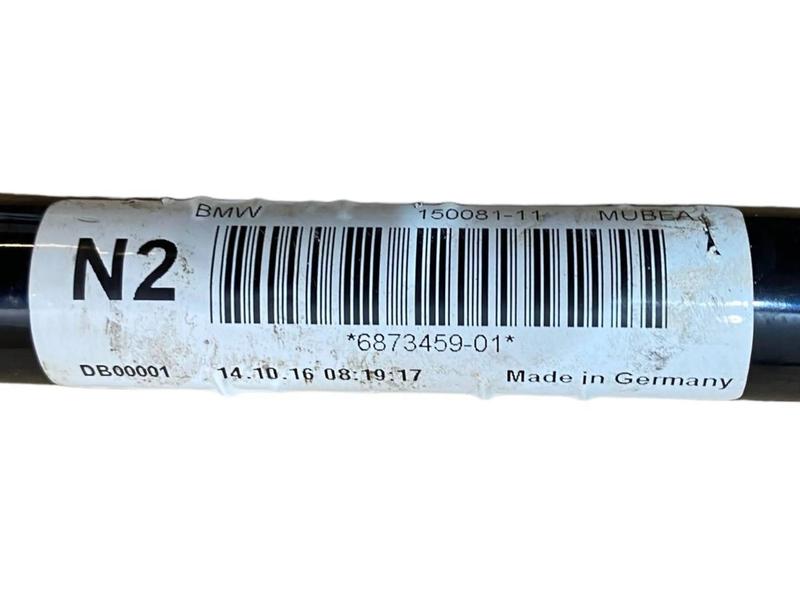 BMW 150081-11 MUBEA
N2
*6873459-01*
DB00001 14.10.16 08:19:17 Made in Germany